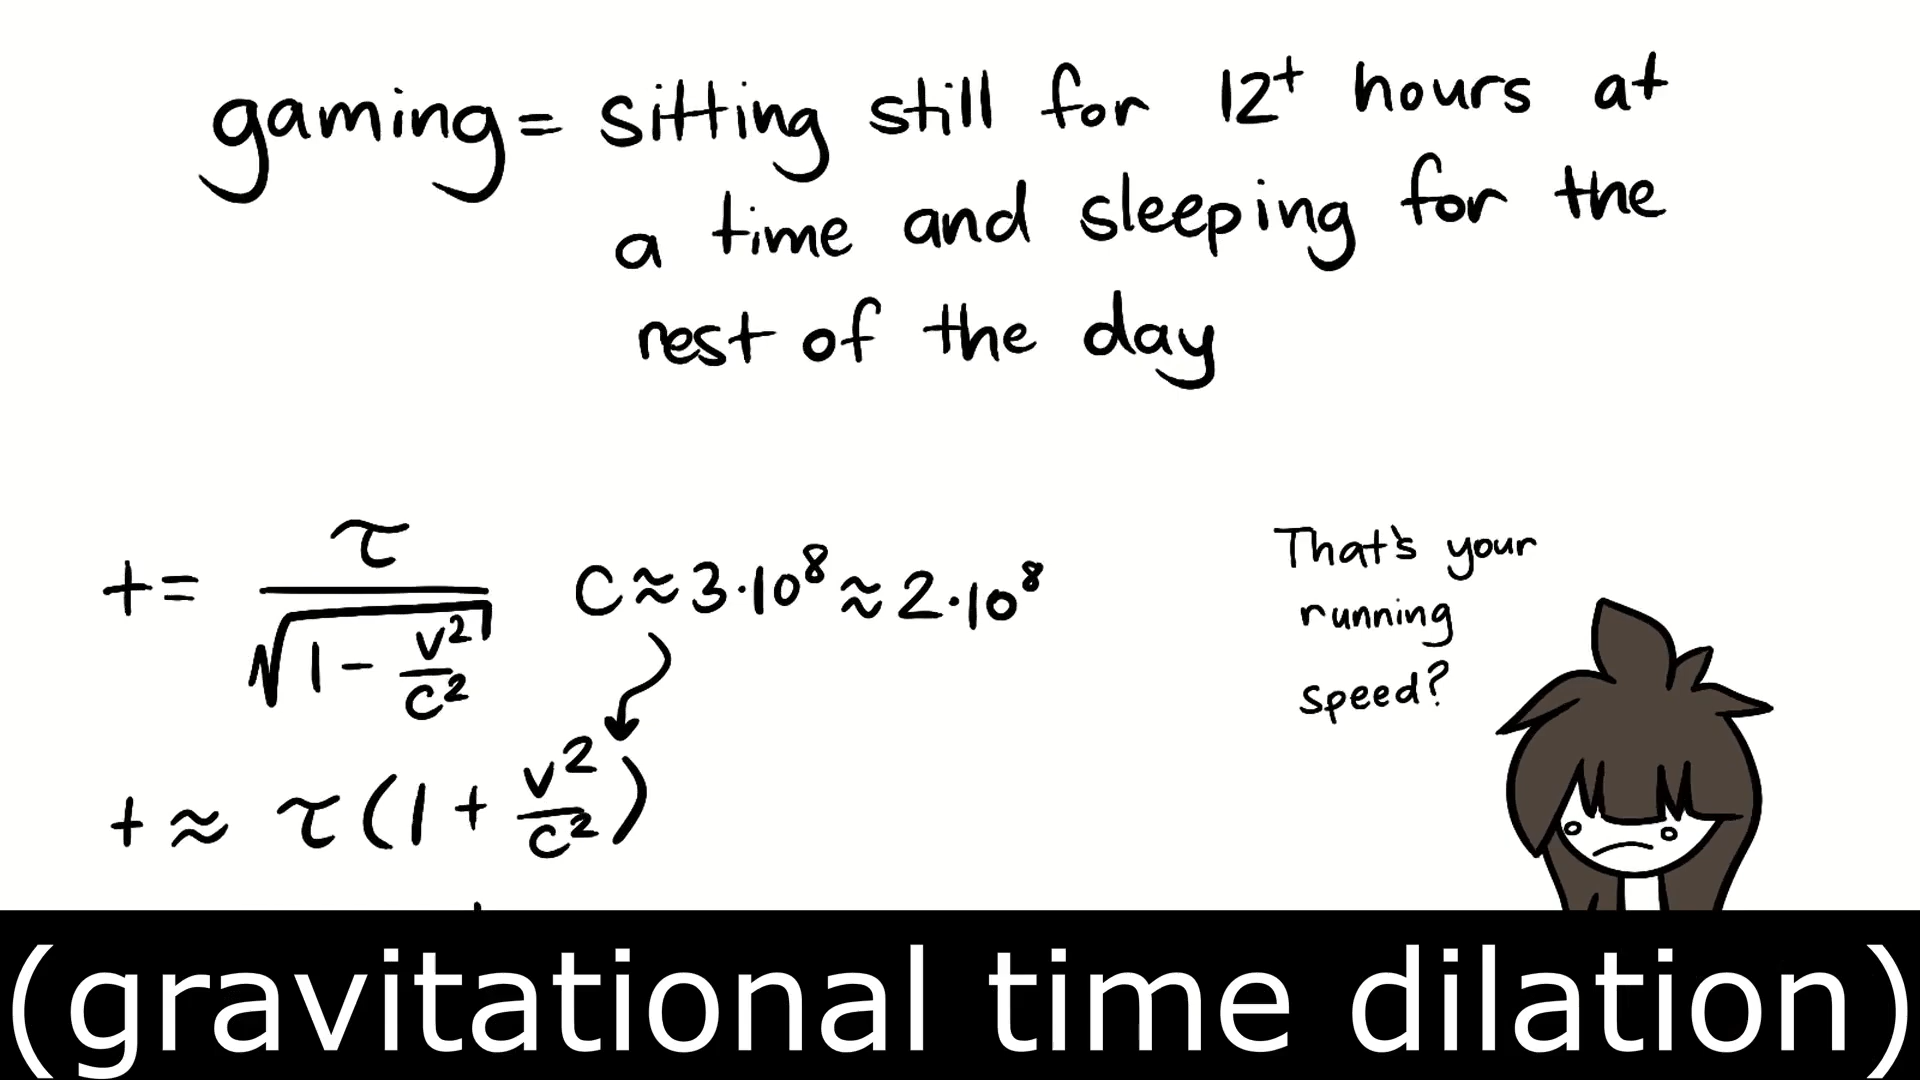 gaming = sitting still for 12+ hours at
a time and sleeping for the
rest of the day
t = τ / √(1 - v²/c²)
c ≈ 3·10⁸ ≈ 2·10⁸
t ≈ τ(1 + v²/c²)
That's your
running
speed?
(gravitational time dilation)